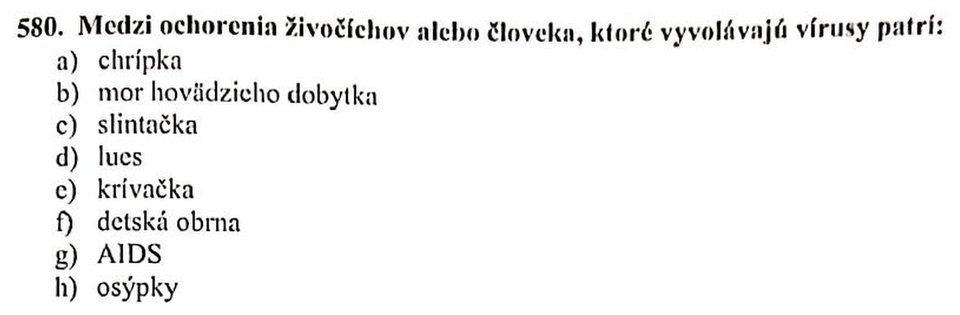 580. Medzi ochorenia živočíchov alebo človeka, ktoré vyvolávajú vírusy patrí:
a) chrípka
b) mor hovädzieho dobytka
c) slintačka
d) lues
e) krívačka
f) detská obrna
g) AIDS
h) osýpky